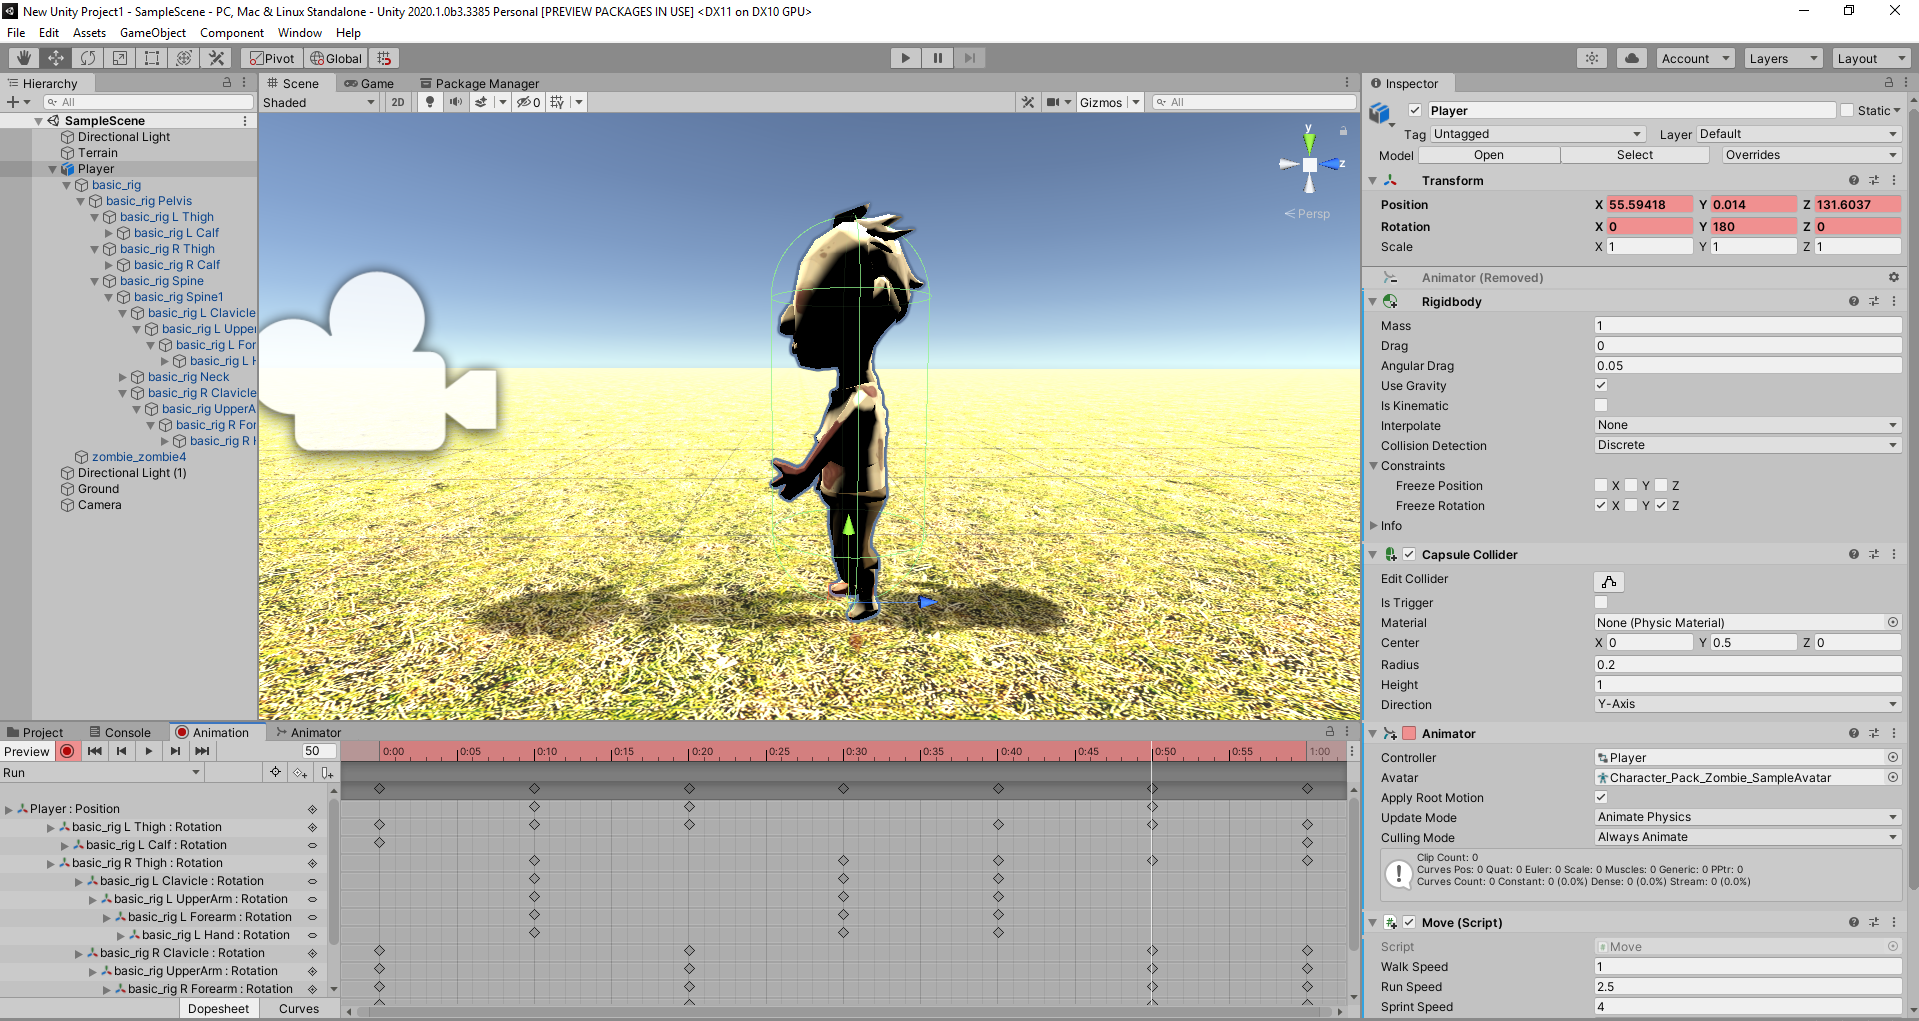 New Unity Project1 - SampleScene - PC, Mac & Linux Standalone - Unity 2020.1.0b3.3385 Personal [PREVIEW PACKAGES IN USE] <DX11 on DX10 GPU>
File Edit Assets GameObject Component Window Help
Pivot Global Account Layers Layout
Hierarchy
All
SampleScene
Directional Light
Terrain
Player
basic_rig
basic_rig Pelvis
basic_rig L Thigh
basic_rig L Calf
basic_rig R Thigh
basic_rig R Calf
basic_rig Spine
basic_rig Spine1
basic_rig L Clavicle
basic_rig L Upper
basic_rig L For
basic_rig L H
basic_rig Neck
basic_rig R Clavicle
basic_rig UpperA
basic_rig R For
basic_rig R H
zombie_zombie4
Directional Light (1)
Ground
Camera
Scene Game Package Manager
Shaded 2D 0 Gizmos All
y
z
Persp
Inspector
Player Static
Tag Untagged Layer Default
Model Open Select Overrides
Transform
Position X 55.59418 Y 0.014 Z 131.6037
Rotation X 0 Y 180 Z 0
Scale X 1 Y 1 Z 1
Animator (Removed)
Rigidbody
Mass 1
Drag 0
Angular Drag 0.05
Use Gravity
Is Kinematic
Interpolate None
Collision Detection Discrete
Constraints
Freeze Position X Y Z
Freeze Rotation X Y Z
Info
Capsule Collider
Edit Collider
Is Trigger
Material None (Physic Material)
Center X 0 Y 0.5 Z 0
Radius 0.2
Height 1
Direction Y-Axis
Animator
Controller Player
Avatar Character_Pack_Zombie_SampleAvatar
Apply Root Motion
Update Mode Animate Physics
Culling Mode Always Animate
Clip Count: 0
Curves Pos: 0 Quat: 0 Euler: 0 Scale: 0 Muscles: 0 Generic: 0 PPtr: 0
Curves Count: 0 Constant: 0 (0.0%) Dense: 0 (0.0%) Stream: 0 (0.0%)
Move (Script)
Script Move
Walk Speed 1
Run Speed 2.5
Sprint Speed 4
Project Console Animation Animator
Preview 50 0:00 0:05 0:10 0:15 0:20 0:25 0:30 0:35 0:40 0:45 0:50 0:55 1:00
Run
Player : Position
basic_rig L Thigh : Rotation
basic_rig L Calf : Rotation
basic_rig R Thigh : Rotation
basic_rig L Clavicle : Rotation
basic_rig L UpperArm : Rotation
basic_rig L Forearm : Rotation
basic_rig L Hand : Rotation
basic_rig R Clavicle : Rotation
basic_rig UpperArm : Rotation
basic_rig R Forearm : Rotation
Dopesheet Curves